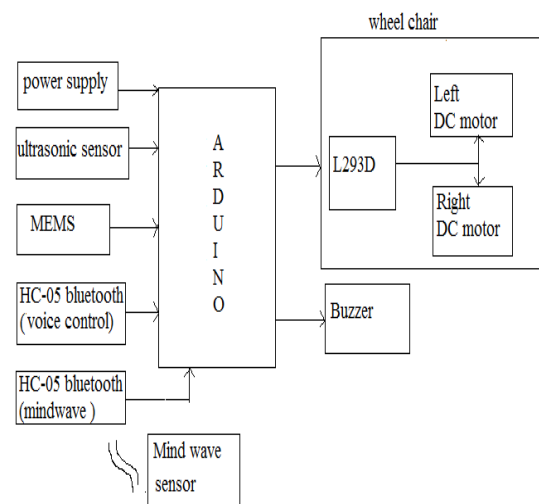 wheel chair
power supply
ultrasonic sensor
MEMS
HC-05 bluetooth
(voice control)
HC-05 bluetooth
(mindwave )
Mind wave
sensor
A
R
D
U
I
N
O
L293D
Left
DC motor
Right
DC motor
Buzzer